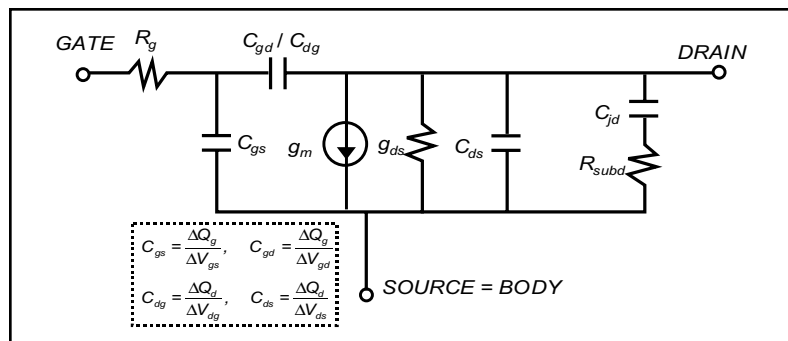 GATE
R_g
C_gd / C_dg
DRAIN
C_gs
g_m
g_ds
C_ds
C_jd
R_subd
C_gs = ΔQ_g / ΔV_gs, C_gd = ΔQ_g / ΔV_gd
C_dg = ΔQ_d / ΔV_dg, C_ds = ΔQ_d / ΔV_ds
SOURCE = BODY